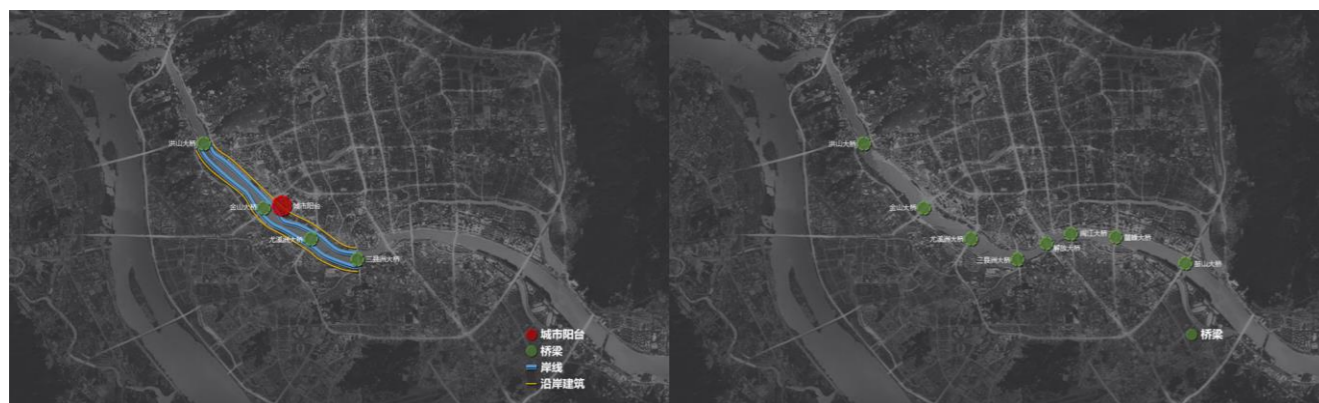 洪山大桥
金山大桥
城市阳台
尤溪洲大桥
三县洲大桥
城市阳台
桥梁
岸线
沿岸建筑
洪山大桥
金山大桥
尤溪洲大桥
三县洲大桥
解放大桥
闽江大桥
鳌峰大桥
鼓山大桥
桥梁